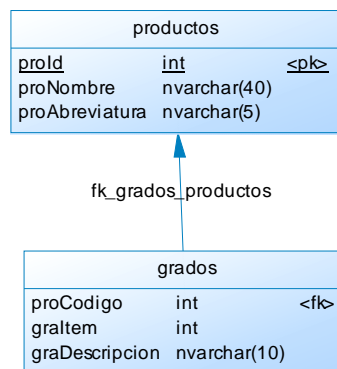 productos
proId int <pk>
proNombre nvarchar(40)
proAbreviatura nvarchar(5)
fk_grados_productos
grados
proCodigo int <fk>
graItem int
graDescripcion nvarchar(10)